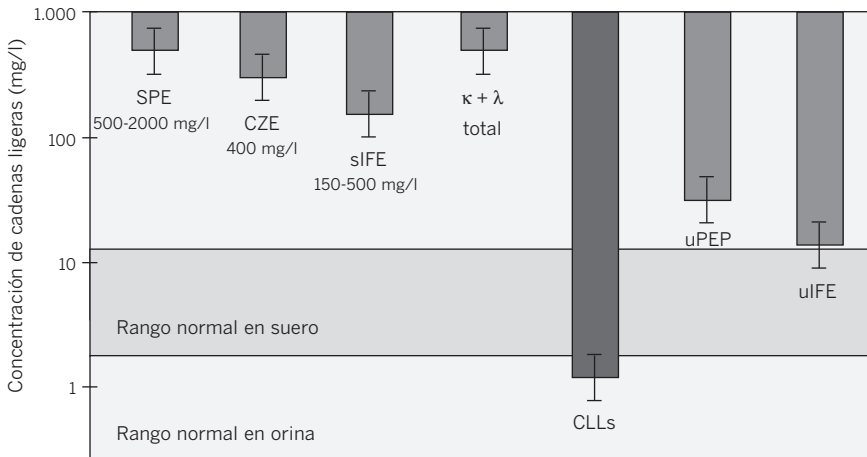 Concentración de cadenas ligeras (mg/l)
1.000
100
10
1
SPE
500-2000 mg/l
CZE
400 mg/l
sIFE
150-500 mg/l
κ + λ
total
CLLs
uPEP
uIFE
Rango normal en suero
Rango normal en orina